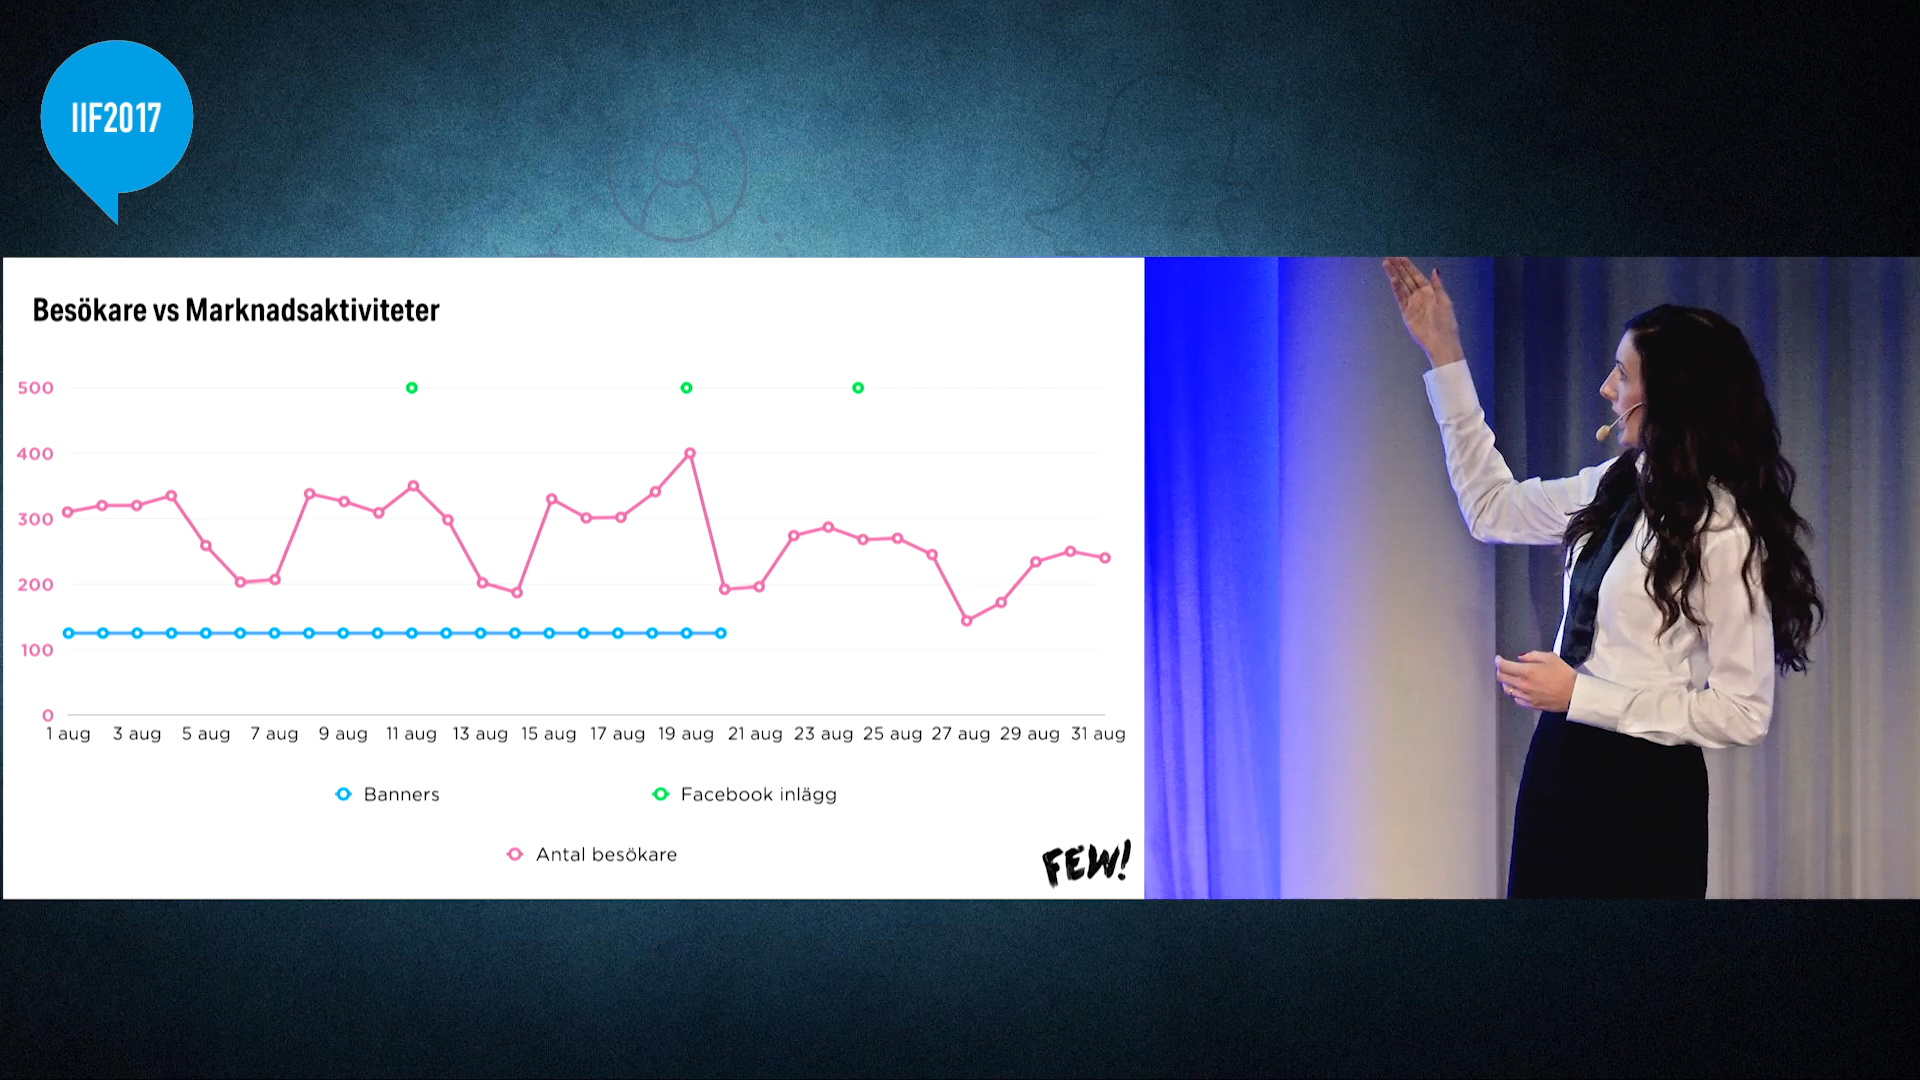 IIF2017
Besökare vs Marknadsaktiviteter
500
400
300
200
100
0
1 aug 3 aug 5 aug 7 aug 9 aug 11 aug 13 aug 15 aug 17 aug 19 aug 21 aug 23 aug 25 aug 27 aug 29 aug 31 aug
Banners Facebook inlägg
Antal besökare
FEW!